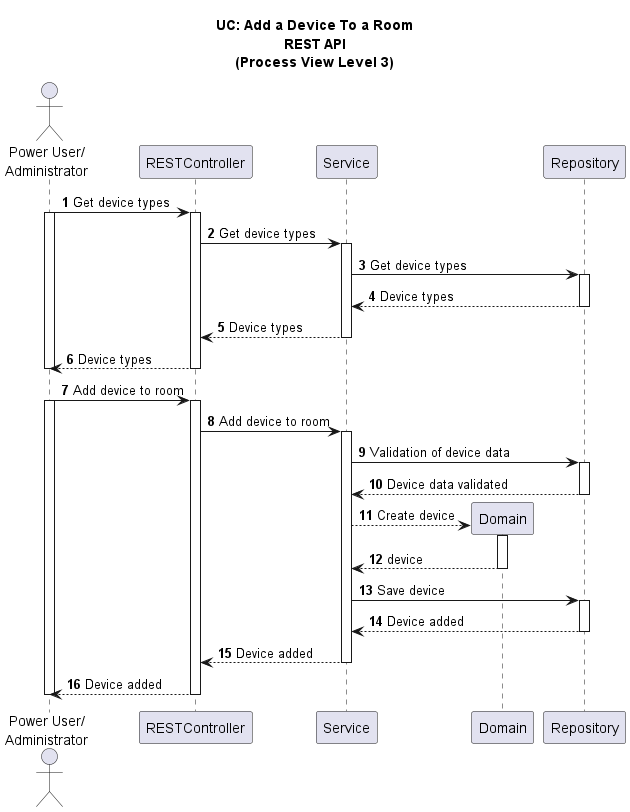 UC: Add a Device To a Room
REST API
(Process View Level 3)
Power User/
Administrator
RESTController
Service
Repository
1 Get device types
2 Get device types
3 Get device types
4 Device types
5 Device types
6 Device types
7 Add device to room
8 Add device to room
9 Validation of device data
10 Device data validated
11 Create device
Domain
12 device
13 Save device
14 Device added
15 Device added
16 Device added
Power User/
Administrator
RESTController
Service
Domain
Repository